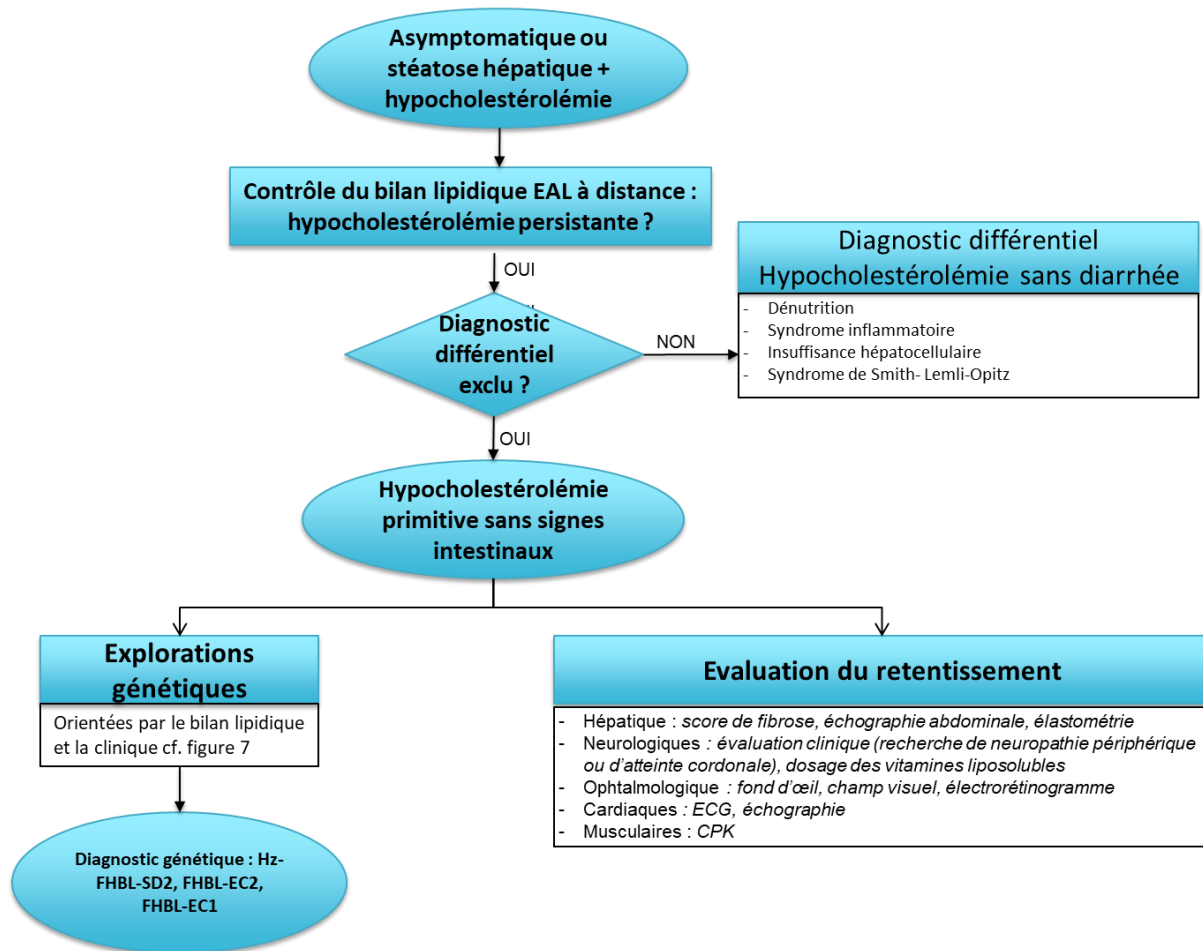 Asymptomatique ou
stéatose hépatique +
hypocholestérolémie
Contrôle du bilan lipidique EAL à distance :
hypocholestérolémie persistante ?
OUI
Diagnostic
différentiel
exclu ?
NON
Diagnostic différentiel
Hypocholestérolémie sans diarrhée
- Dénutrition
- Syndrome inflammatoire
- Insuffisance hépatocellulaire
- Syndrome de Smith- Lemli-Opitz
OUI
Hypocholestérolémie
primitive sans signes
intestinaux
Explorations
génétiques
Orientées par le bilan lipidique
et la clinique cf. figure 7
Diagnostic génétique : Hz-
FHBL-SD2, FHBL-EC2,
FHBL-EC1
Evaluation du retentissement
- Hépatique : score de fibrose, échographie abdominale, élastométrie
- Neurologiques : évaluation clinique (recherche de neuropathie périphérique
ou d'atteinte cordonale), dosage des vitamines liposolubles
- Ophtalmologique : fond d'œil, champ visuel, électrorétinogramme
- Cardiaques : ECG, échographie
- Musculaires : CPK